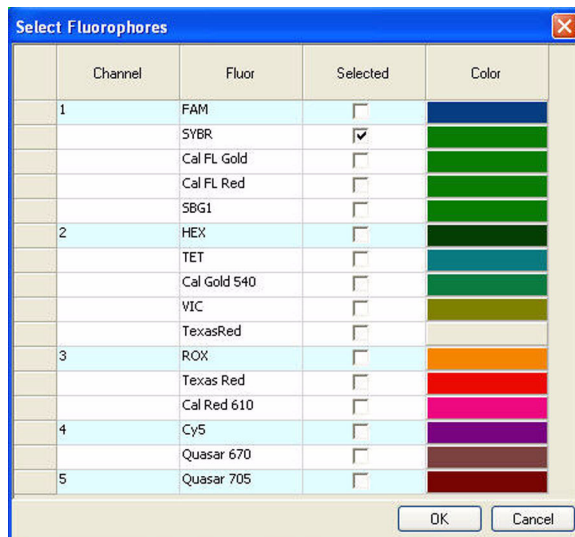 Select Fluorophores
Channel Fluor Selected Color
1 FAM
SYBR
Cal FL Gold
Cal FL Red
SBG1
2 HEX
TET
Cal Gold 540
VIC
TexasRed
3 ROX
Texas Red
Cal Red 610
4 Cy5
Quasar 670
5 Quasar 705
OK Cancel